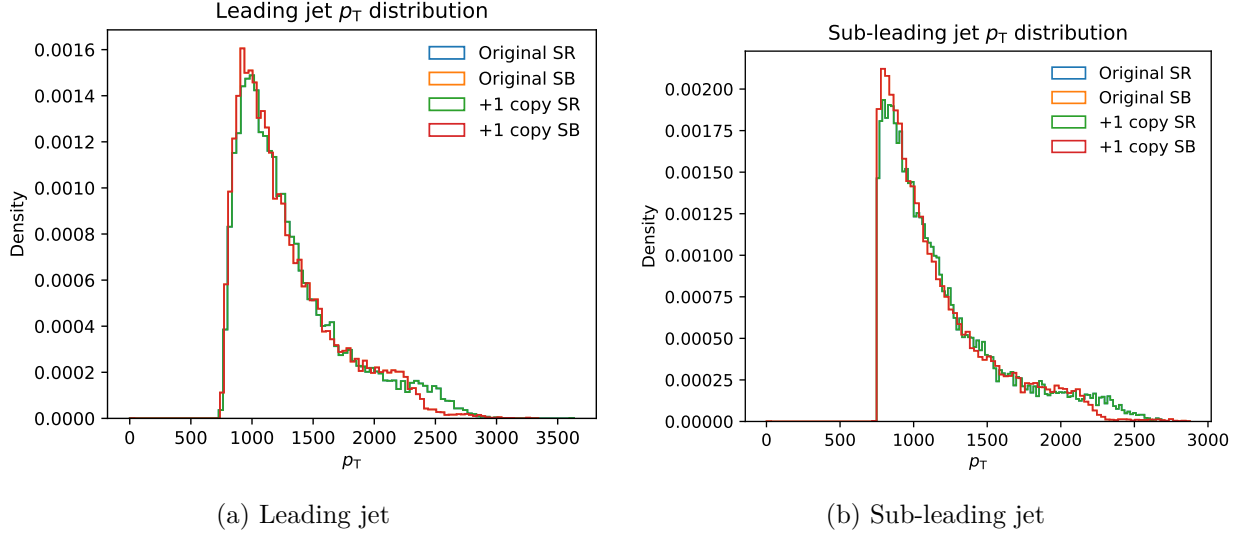 Leading jet pT distribution
0.0016
0.0014
0.0012
0.0010
0.0008
0.0006
0.0004
0.0002
0.0000
Density
Original SR
Original SB
+1 copy SR
+1 copy SB
0 500 1000 1500 2000 2500 3000 3500
pT
(a) Leading jet
Sub-leading jet pT distribution
0.00200
0.00175
0.00150
0.00125
0.00100
0.00075
0.00050
0.00025
0.00000
Density
Original SR
Original SB
+1 copy SR
+1 copy SB
0 500 1000 1500 2000 2500 3000
pT
(b) Sub-leading jet